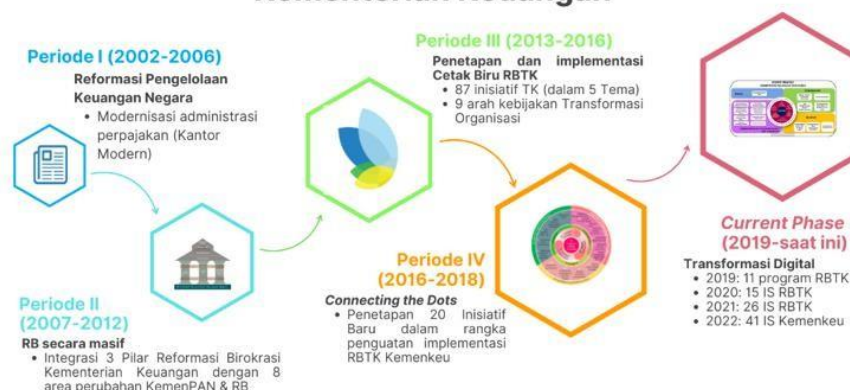 Kementerian Keuangan
Periode I (2002-2006)
Reformasi Pengelolaan
Keuangan Negara
• Modernisasi administrasi
perpajakan (Kantor
Modern)
Periode II
(2007-2012)
RB secara masif
• Integrasi 3 Pilar Reformasi Birokrasi
Kementerian Keuangan dengan 8
area perubahan KemenPAN & RB
Periode III (2013-2016)
Penetapan dan implementasi
Cetak Biru RBTK
• 87 inisiatif TK (dalam 5 Tema)
• 9 arah kebijakan Transformasi
Organisasi
Periode IV
(2016-2018)
Connecting the Dots
• Penetapan 20 Inisiatif
Baru dalam rangka
penguatan implementasi
RBTK Kemenkeu
Current Phase
(2019-saat ini)
Transformasi Digital
• 2019: 11 program RBTK
• 2020: 15 IS RBTK
• 2021: 26 IS RBTK
• 2022: 41 IS Kemenkeu